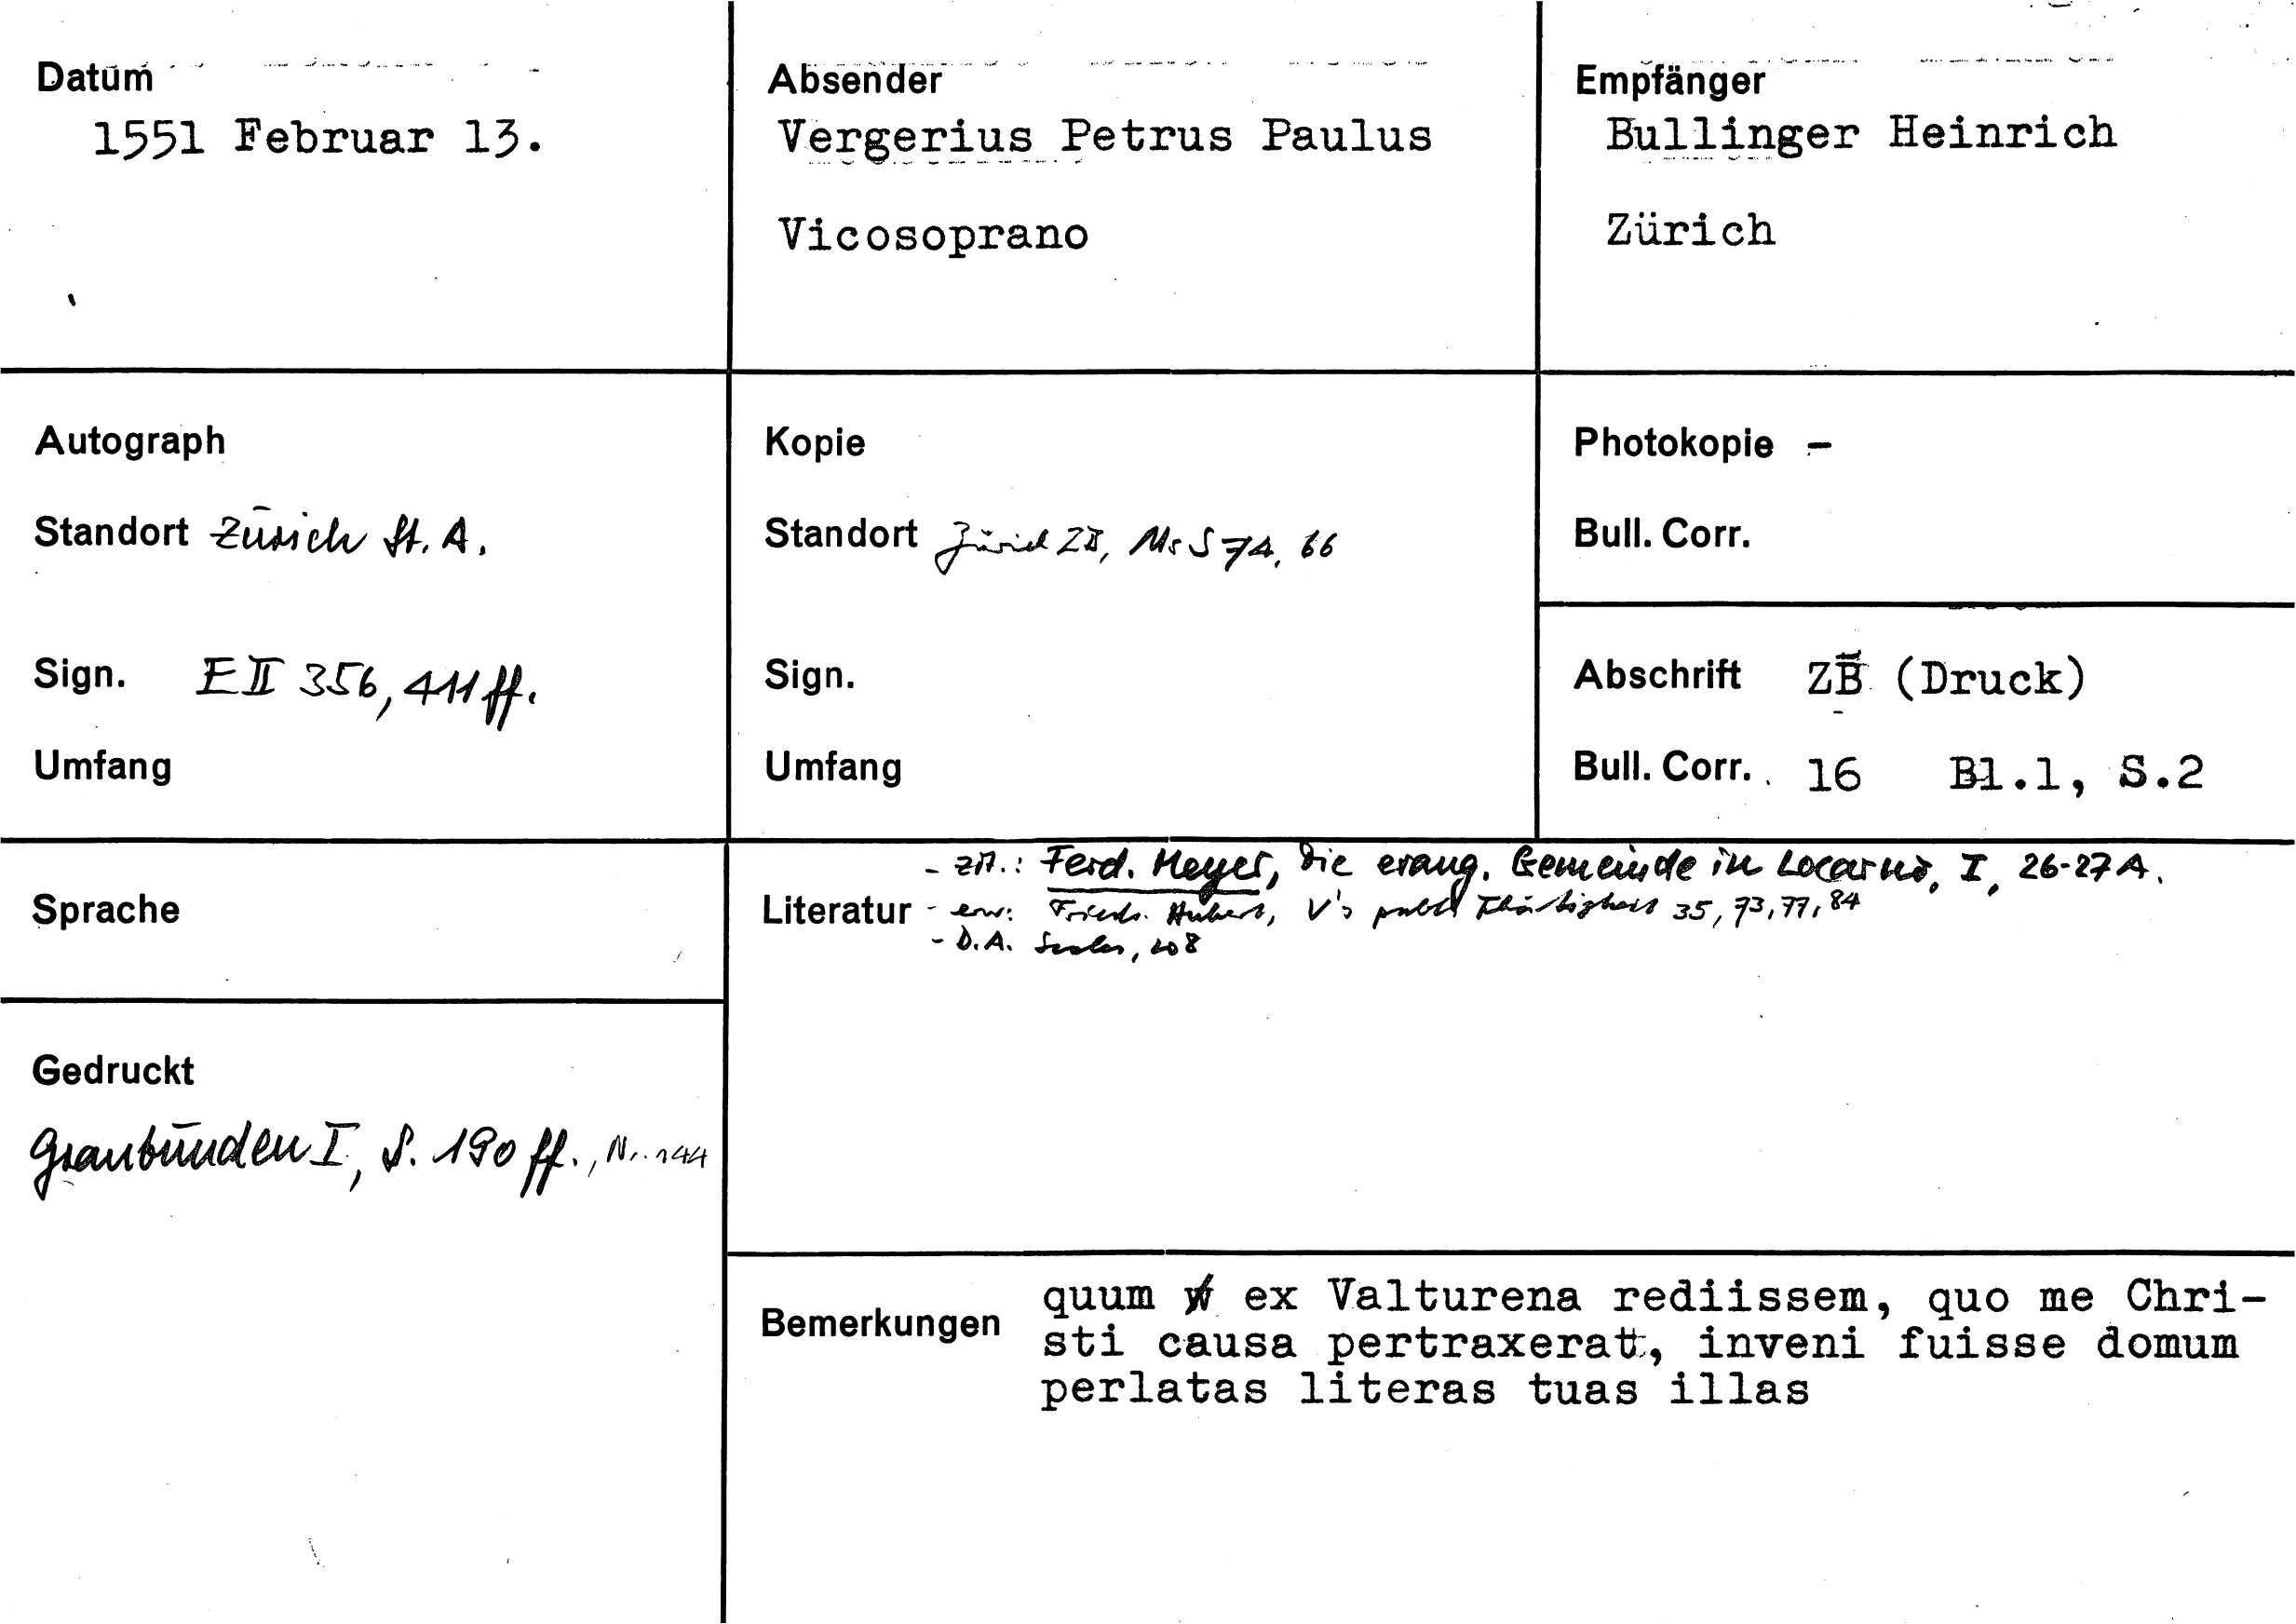 Datum
1551 Februar 13.
Absender
Vergerius Petrus Paulus
Vicosoprano
Empfänger
Bullinger Heinrich
Zürich
Autograph
Standort Zürich St. A.
Sign. E II 356, 411 ff.
Umfang
Kopie
Standort Zürich ZB, Ms S 74, 66
Sign.
Umfang
Photokopie -
Bull. Corr.
Abschrift ZB (Druck)
Bull. Corr. 16 Bl.1, S.2
Sprache
Gedruckt
Graubünden I, S. 190 ff., Nr. 144
- zit.: Ferd. Meyer, Die evang. Gemeinde in Locarno, I, 26-27 A.
Literatur - erw: Friedr. Hubert, V's publ. Thätigkeit 35, 73, 77, 84
- D.A. 208
Bemerkungen
quum ex Valturena rediissem, quo me Chri-
sti causa pertraxerat, inveni fuisse domum
perlatas literas tuas illas